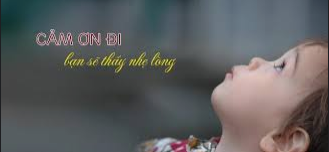 CẢM ƠN ĐI
bạn sẽ thấy nhẹ lòng